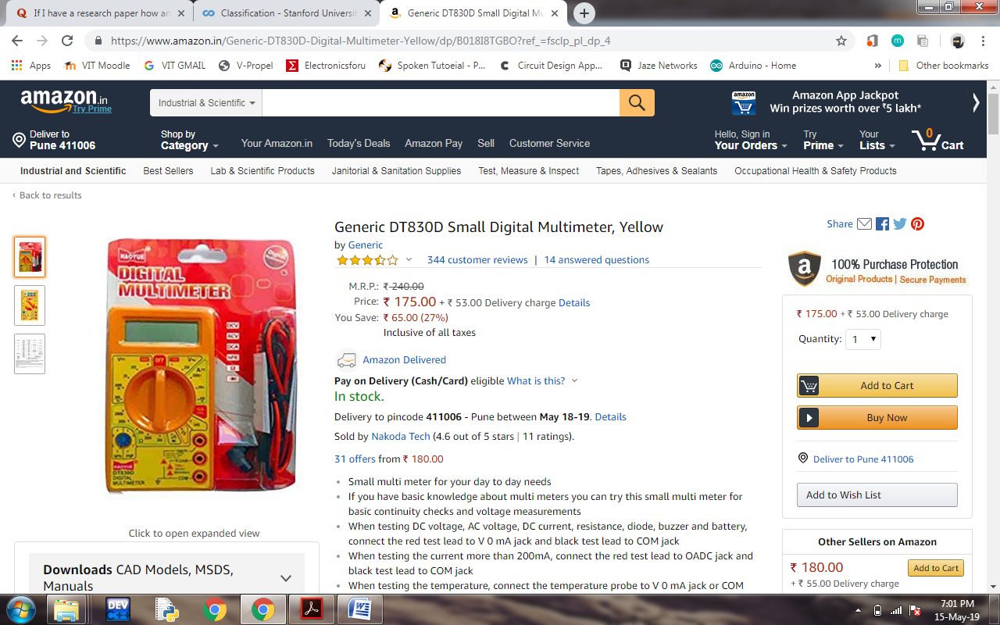 If I have a research paper how an
Classification - Stanford Universit
Generic DT830D Small Digital Mu
https://www.amazon.in/Generic-DT830D-Digital-Multimeter-Yellow/dp/B018I8TGBO?ref_=fsclp_pl_dp_4
Apps VIT Moodle VIT GMAIL V-Propel Electronicsforu Spoken Tutoeial - P... Circuit Design App... Jaze Networks Arduino - Home » Other bookmarks
amazon.in
Try Prime
Industrial & Scientific
amazon
Amazon App Jackpot
Win prizes worth over ₹5 lakh*
Deliver to
Pune 411006
Shop by
Category
Your Amazon.in Today's Deals Amazon Pay Sell Customer Service
Hello, Sign in
Your Orders
Try
Prime
Your
Lists
0
Cart
Industrial and Scientific Best Sellers Lab & Scientific Products Janitorial & Sanitation Supplies Test, Measure & Inspect Tapes, Adhesives & Sealants Occupational Health & Safety Products
‹ Back to results
HAOYUE
Digital
DIGITAL
MULTIMETER
DCV
ACV
DCA
hFE
Ω
OFF
COM
HAOYUE
DT830D
DIGITAL
MULTIMETER
Click to open expanded view
Downloads CAD Models, MSDS,
Manuals
Generic DT830D Small Digital Multimeter, Yellow
by Generic
344 customer reviews | 14 answered questions
M.R.P.: ₹ 240.00
Price: ₹ 175.00 + ₹ 53.00 Delivery charge Details
You Save: ₹ 65.00 (27%)
Inclusive of all taxes
Amazon Delivered
Pay on Delivery (Cash/Card) eligible What is this?
In stock.
Delivery to pincode 411006 - Pune between May 18-19. Details
Sold by Nakoda Tech (4.6 out of 5 stars | 11 ratings).
31 offers from ₹ 180.00
• Small multi meter for your day to day needs
• If you have basic knowledge about multi meters you can try this small multi meter for
basic continuity checks and voltage measurements
• When testing DC voltage, AC voltage, DC current, resistance, diode, buzzer and battery,
connect the red test lead to V 0 mA jack and black test lead to COM jack
• When testing the current more than 200mA, connect the red test lead to OADC jack and
black test lead to COM jack
• When testing the temperature, connect the temperature probe to V 0 mA jack or COM
Share
100% Purchase Protection
Original Products | Secure Payments
₹ 175.00 + ₹ 53.00 Delivery charge
Quantity: 1
Add to Cart
Buy Now
Deliver to Pune 411006
Add to Wish List
Other Sellers on Amazon
₹ 180.00
Add to Cart
+ ₹ 55.00 Delivery charge
DEV
C++
7:01 PM
15-May-19